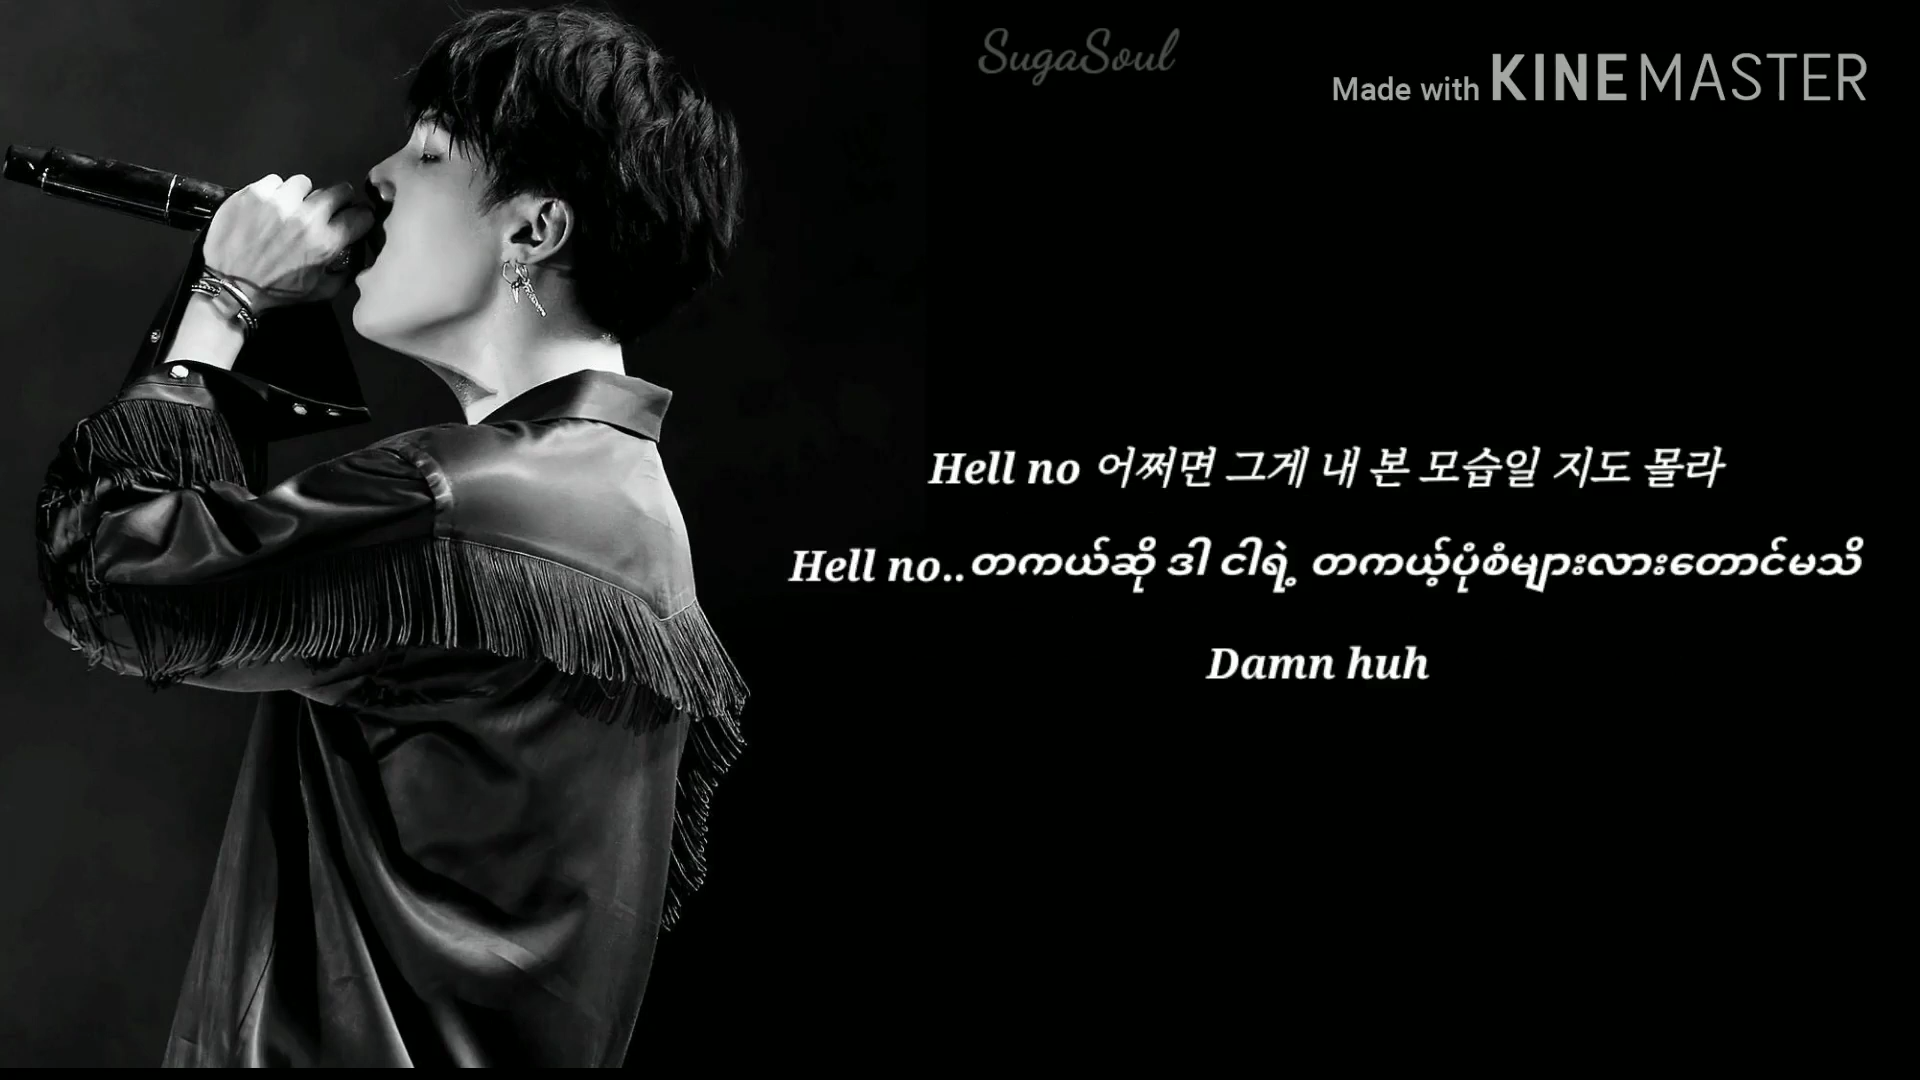 SugaSoul
Made with KINEMASTER
Hell no 어쩌면 그게 내 본 모습일 지도 몰라
Hell no..တကယ်ဆို ဒါ ငါရဲ့ တကယ့်ပုံစံများလားတောင်မသိ
Damn huh